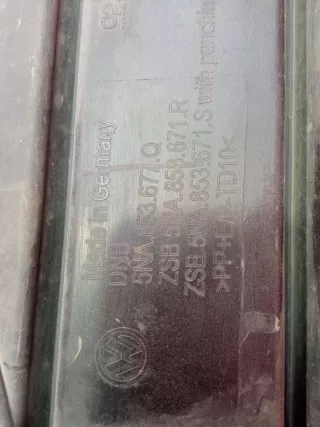 Made in Germany
DND
5NA.853.677.Q
ZSB.5NA.853.671.R
ZSB.5NA.853.671.S with punching
>PP+EPDM-TD10<